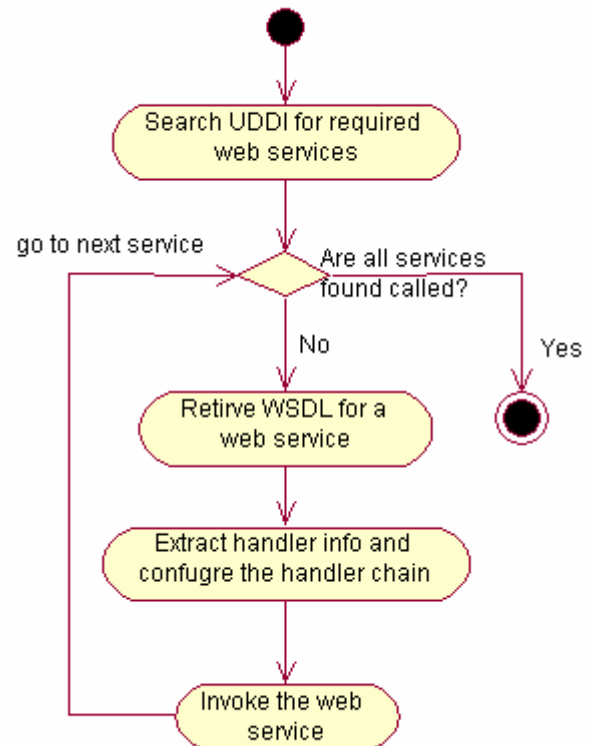 Search UDDI for required
web services
go to next service
Are all services
found called?
No
Yes
Retirve WSDL for a
web service
Extract handler info and
confugre the handler chain
Invoke the web
service